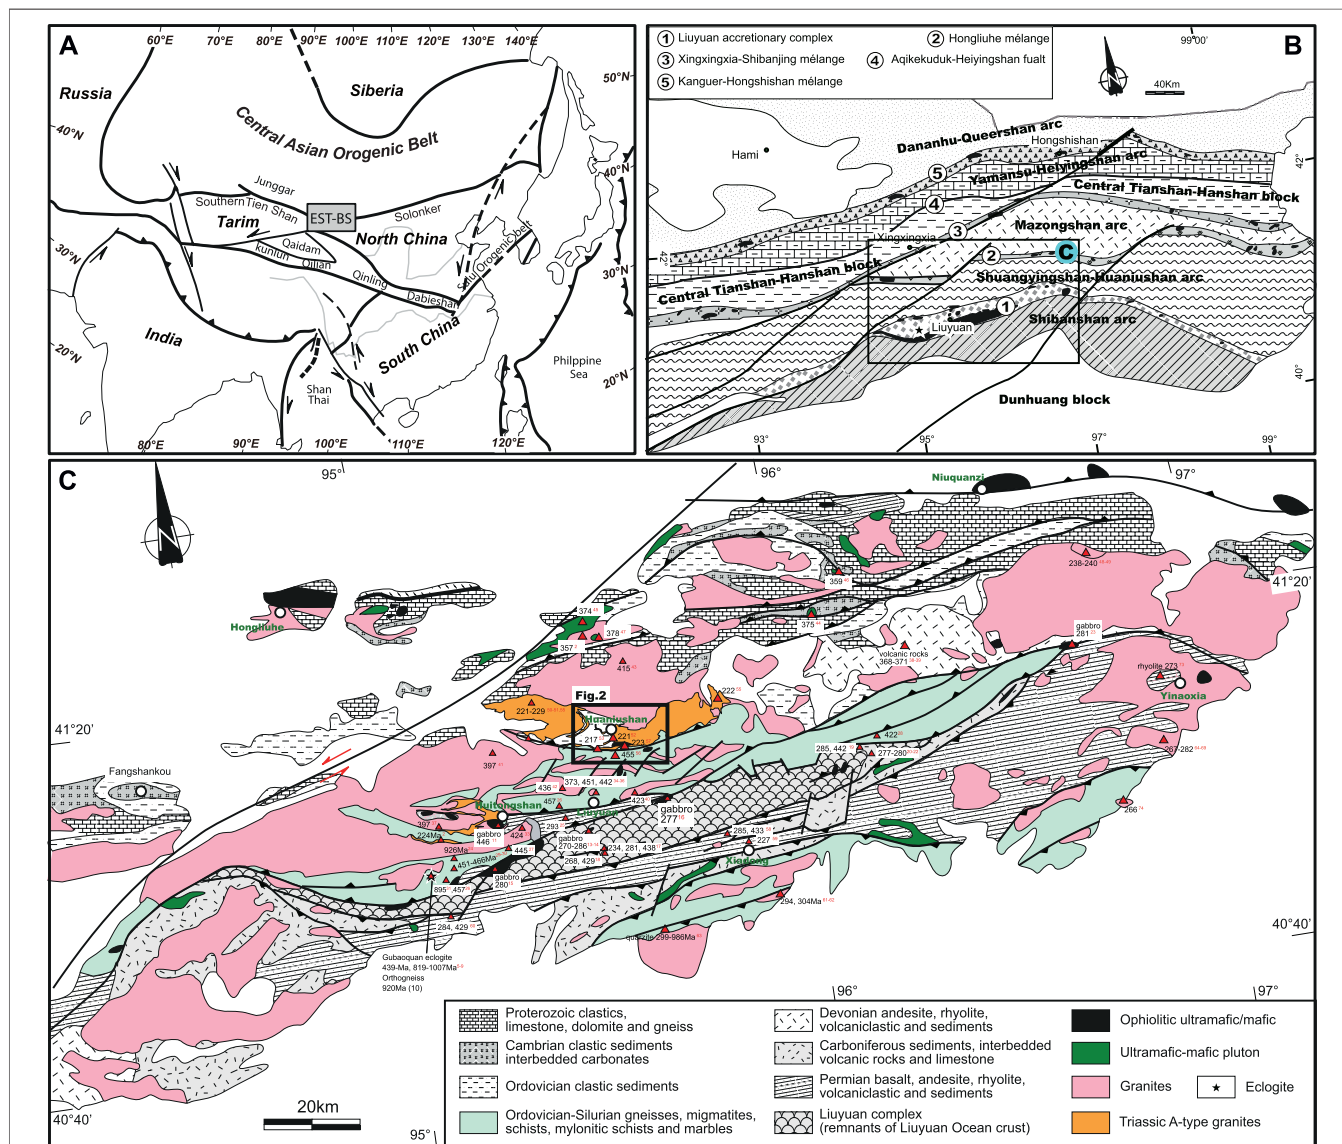 A
60°E 70°E 80°E 90°E 100°E 110°E 120°E 130°E 140°E
50°N
Russia
Siberia
40°N
Central Asian Orogenic Belt
40°N
Junggar
Southern Tien Shan
EST-BS
Solonker
Tarim
North China
Qaidam
kunlun
Qilian
Qinling
Dabieshan
Sulu Orogenic belt
30°N
30°N
India
South China
20°N
Shan
Thai
Philppine
Sea
20°N
80°E 90°E 100°E 110°E 120°E
B
1 Liuyuan accretionary complex
2 Hongliuhe mélange
3 Xingxingxia-Shibanjing mélange
4 Aqikekuduk-Heiyingshan fualt
5 Kanguer-Hongshishan mélange
40Km
99°00'
Hami
Dananhu-Queershan arc
Hongshishan
42°
5
Yamansu-Heiyingshan arc
4
Central Tianshan-Hanshan block
3
Mazongshan arc
Xingxingxia
2
C
42°
Central Tianshan-Hanshan block
Shuangyingshan-Huaniushan arc
1
Liuyuan
Shibanshan arc
40°
Dunhuang block
93° 95° 97° 99°
C
95° 96° 97°
Niuquanzi
Hongliuhe
41°20'
238-240
359
374
375
378
357
415
gabbro
281
volcanic rocks
368-371
rhyolite 273
Yinaoxia
Fig.2
222
221-229
Huaniushan
221
217
223
455
41°20'
Fangshankou
397
422
285, 442
277-280
267-282
373, 451, 442
436
423
457
Liuyuan
gabbro
277
266
Huitongshan
397
224Ma
gabbro
446
424
293
gabbro
270-286
285, 433
227
Xiadong
926Ma
445
234, 281, 438
268, 429
451-466Ma
gabbro
280
895, 457
294, 304Ma
284, 429
quarzite 299-986Ma
40°40'
Gubaoquan eclogite
439-Ma, 819-1007Ma
Orthogneiss
920Ma (10)
96° 97°
Proterozoic clastics,
limestone, dolomite and gneiss
Cambrian clastic sediments
interbedded carbonates
Ordovician clastic sediments
Ordovician-Silurian gneisses, migmatites,
schists, mylonitic schists and marbles
Devonian andesite, rhyolite,
volcaniclastic and sediments
Carboniferous sediments, interbedded
volcanic rocks and limestone
Permian basalt, andesite, rhyolite,
volcaniclastic and sediments
Liuyuan complex
(remnants of Liuyuan Ocean crust)
Ophiolitic ultramafic/mafic
Ultramafic-mafic pluton
Granites
Eclogite
Triassic A-type granites
20km
40°40'
95°